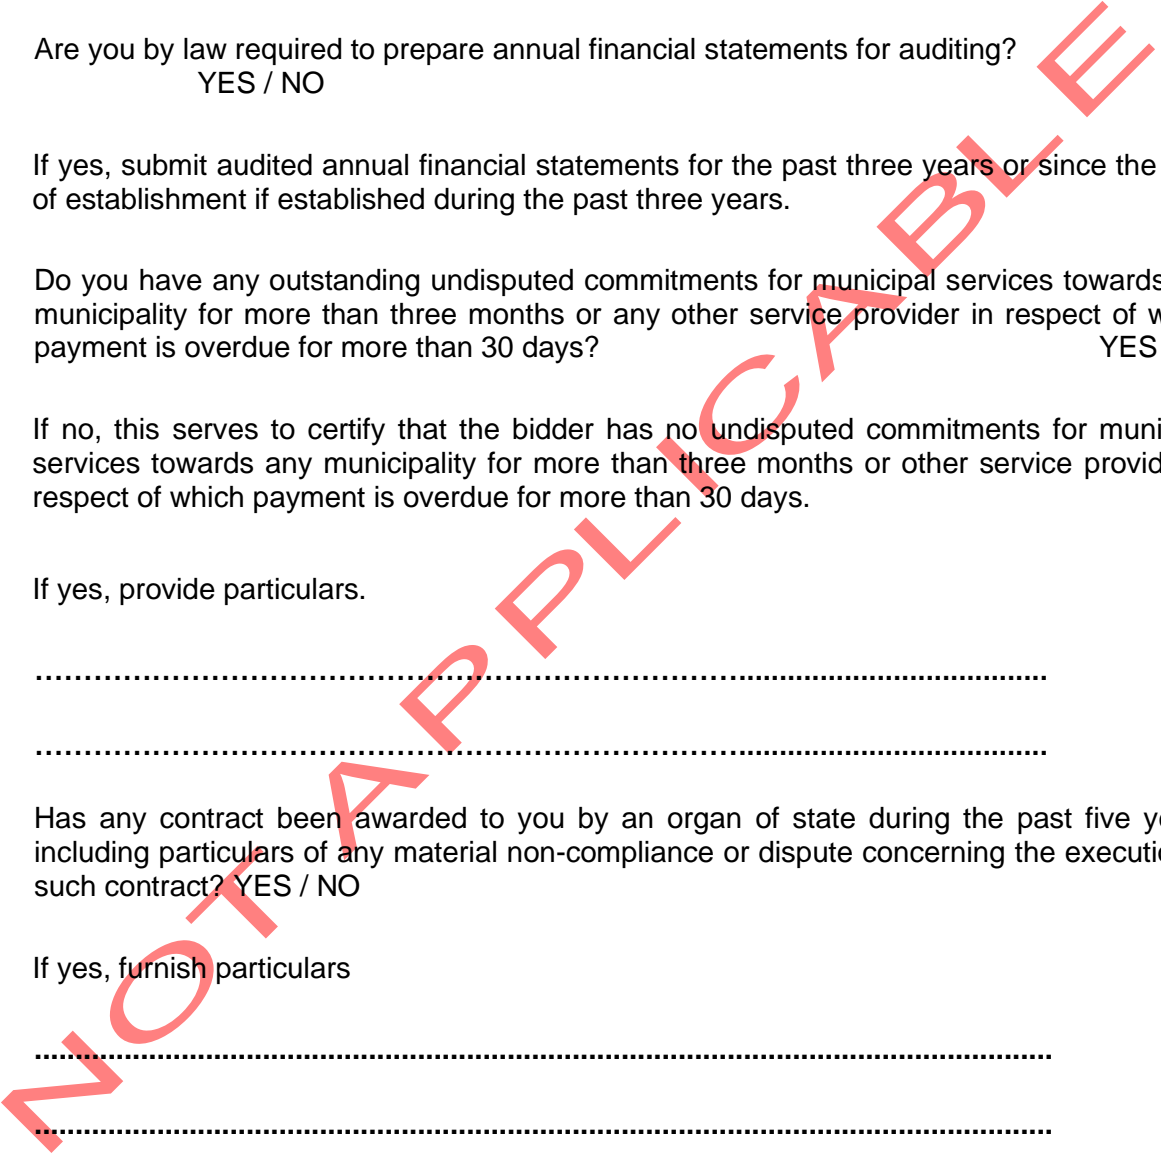 Are you by law required to prepare annual financial statements for auditing?
YES / NO
If yes, submit audited annual financial statements for the past three years or since the
of establishment if established during the past three years.
Do you have any outstanding undisputed commitments for municipal services towards
municipality for more than three months or any other service provider in respect of w
payment is overdue for more than 30 days? YES
If no, this serves to certify that the bidder has no undisputed commitments for muni
services towards any municipality for more than three months or other service provid
respect of which payment is overdue for more than 30 days.
If yes, provide particulars.
………………………………………………………………......................................
………………………………………………………………......................................
Has any contract been awarded to you by an organ of state during the past five ye
including particulars of any material non-compliance or dispute concerning the executio
such contract? YES / NO
If yes, furnish particulars
.............................................................................................................................
.............................................................................................................................
NOT APPLICABLE